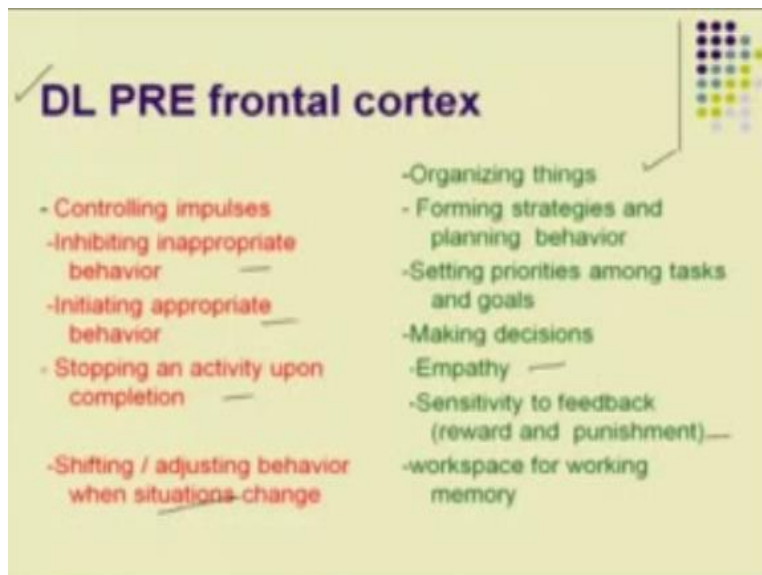 DL PRE frontal cortex
- Controlling impulses
-Inhibiting inappropriate
behavior
-Initiating appropriate
behavior
- Stopping an activity upon
completion
-Shifting / adjusting behavior
when situations change
-Organizing things
- Forming strategies and
planning behavior
-Setting priorities among tasks
and goals
-Making decisions
-Empathy
-Sensitivity to feedback
(reward and punishment)
-workspace for working
memory